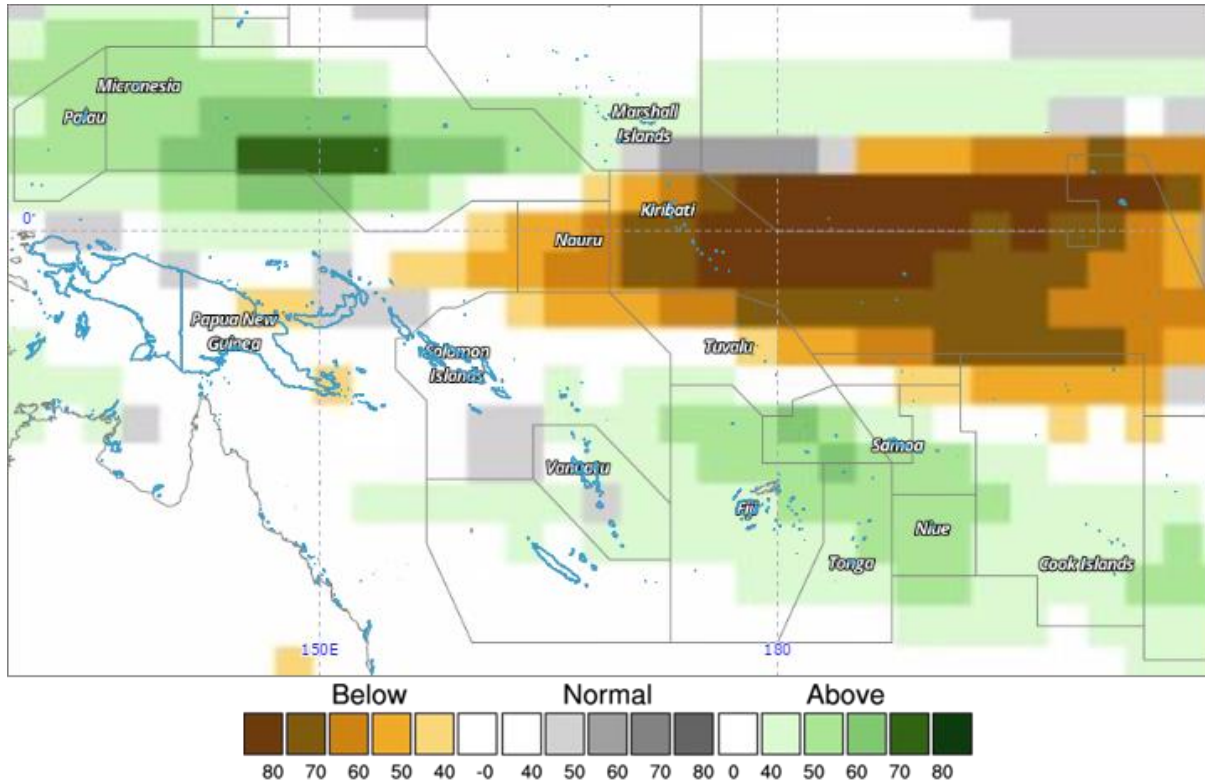 Micronesia
Palau
Marshall
Islands
Kiribati
0°
Nauru
Papua New
Guinea
Solomon
Islands
Tuvalu
Samoa
Vanuatu
Fiji
Niue
Tonga
Cook Islands
150E
180
Below Normal Above
80 70 60 50 40 -0 40 50 60 70 80 0 40 50 60 70 80